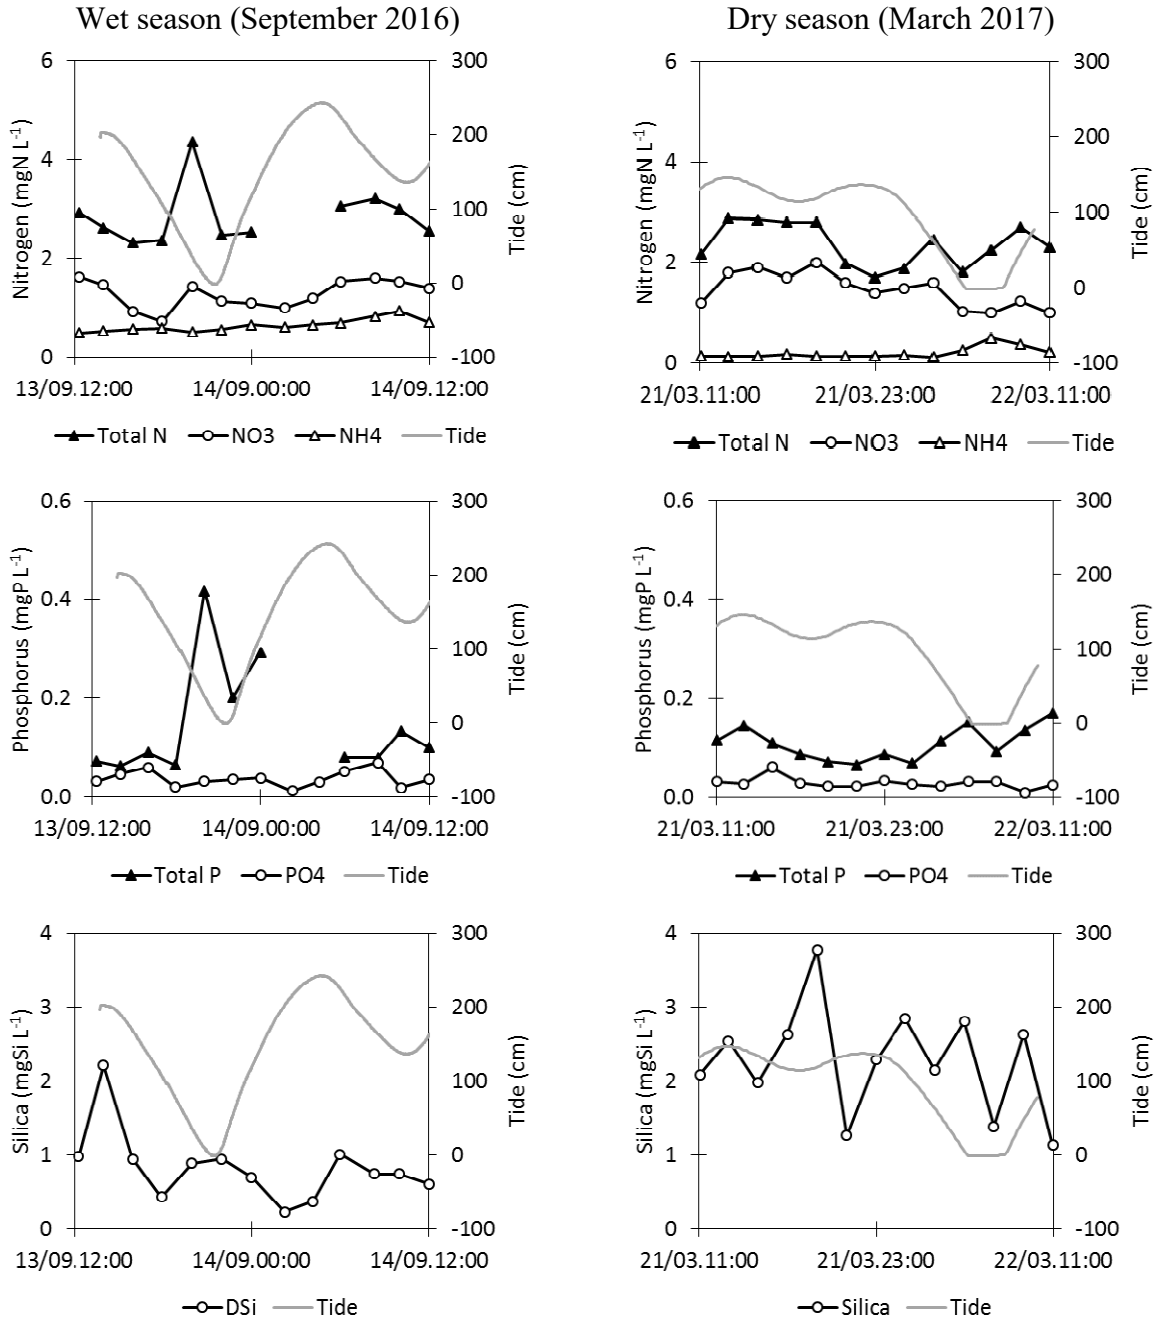 Wet season (September 2016)
Dry season (March 2017)
6
4
2
0
Nitrogen (mgN L-1)
300
200
100
0
-100
Tide (cm)
13/09.12:00 14/09.00:00 14/09.12:00
Total N NO3 NH4 Tide
6
4
2
0
Nitrogen (mgN L-1)
300
200
100
0
-100
Tide (cm)
21/03.11:00 21/03.23:00 22/03.11:00
Total N NO3 NH4 Tide
0.6
0.4
0.2
0.0
Phosphorus (mgP L-1)
300
200
100
0
-100
Tide (cm)
13/09.12:00 14/09.00:00 14/09.12:00
Total P PO4 Tide
0.6
0.4
0.2
0.0
Phosphorus (mgP L-1)
300
200
100
0
-100
Tide (cm)
21/03.11:00 21/03.23:00 22/03.11:00
Total P PO4 Tide
4
3
2
1
0
Silica (mgSi L-1)
300
200
100
0
-100
Tide (cm)
13/09.12:00 14/09.00:00 14/09.12:00
DSi Tide
4
3
2
1
0
Silica (mgSi L-1)
300
200
100
0
-100
Tide (cm)
21/03.11:00 21/03.23:00 22/03.11:00
Silica Tide